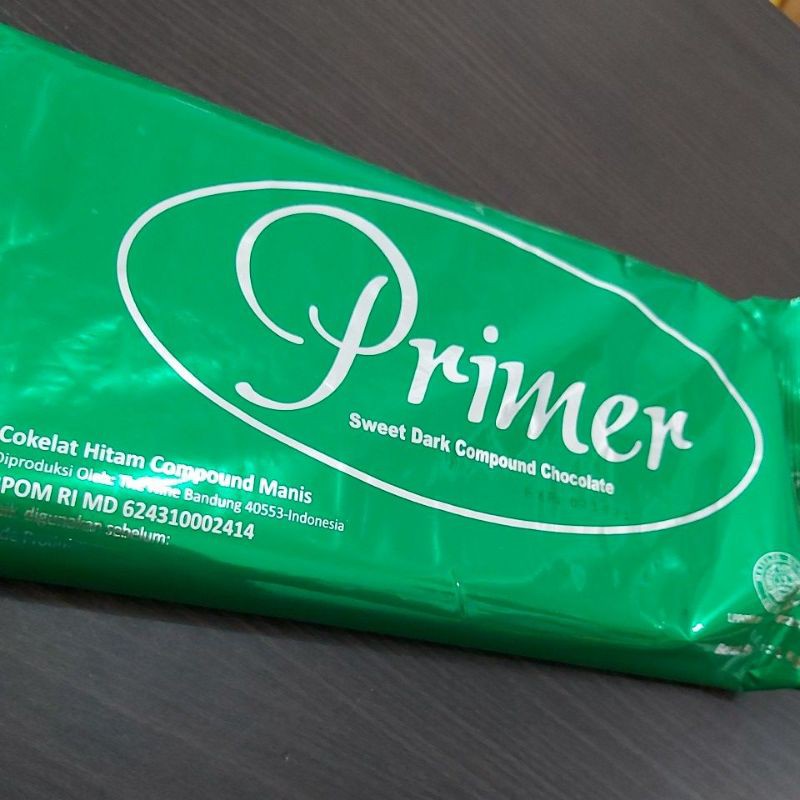 Primer
Sweet Dark Compound Chocolate
Cokelat Hitam Compound Manis
Diproduksi Oleh: Bandung 40553-Indonesia
POM RI MD 624310002414
digunakan sebelum: